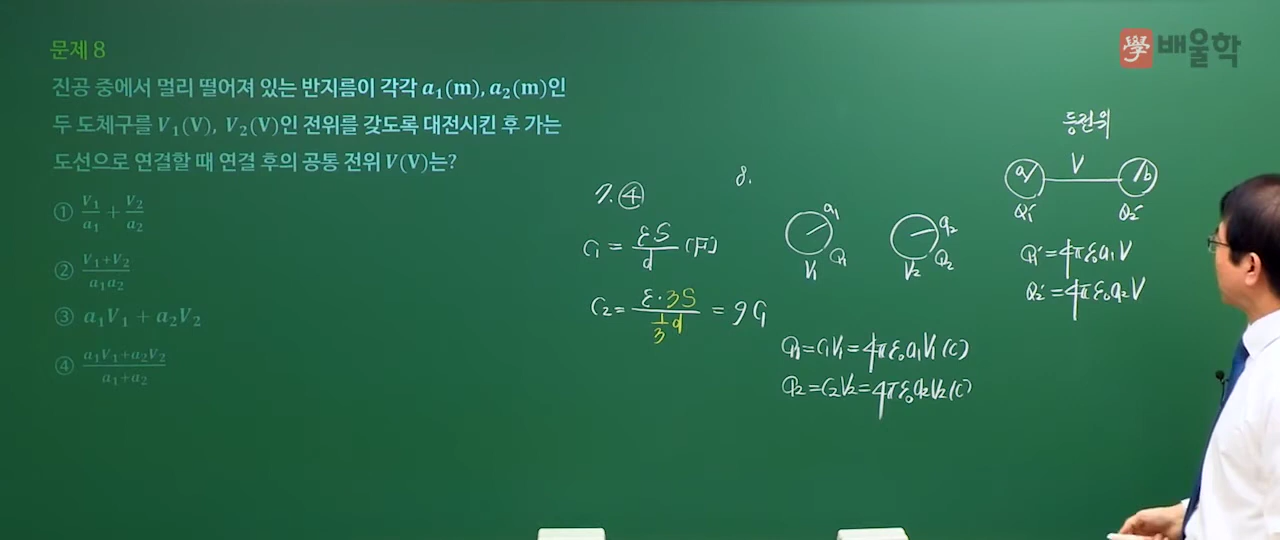 문제 8
진공 중에서 멀리 떨어져 있는 반지름이 각각 a₁(m), a₂(m)인
두 도체구를 V₁(V), V₂(V)인 전위를 갖도록 대전시킨 후 가는
도선으로 연결할 때 연결 후의 공통 전위 V(V)는?
① V₁/a₁ + V₂/a₂
② (V₁+V₂)/(a₁a₂)
③ a₁V₁ + a₂V₂
④ (a₁V₁+a₂V₂)/(a₁+a₂)
學 배울학
7. ④
C₁ = εS/d [F]
C₂ = (ε·3S)/(⅓d) = 9C₁
8.
a₁
Q₁
V₁
a₂
Q₂
V₂
Q₁=C₁V₁=4πε₀a₁V₁(C)
Q₂=C₂V₂=4πε₀a₂V₂(C)
등전위
a
V
b
Q₁′
Q₂′
Q₁′=4πε₀a₁V
Q₂′=4πε₀a₂V